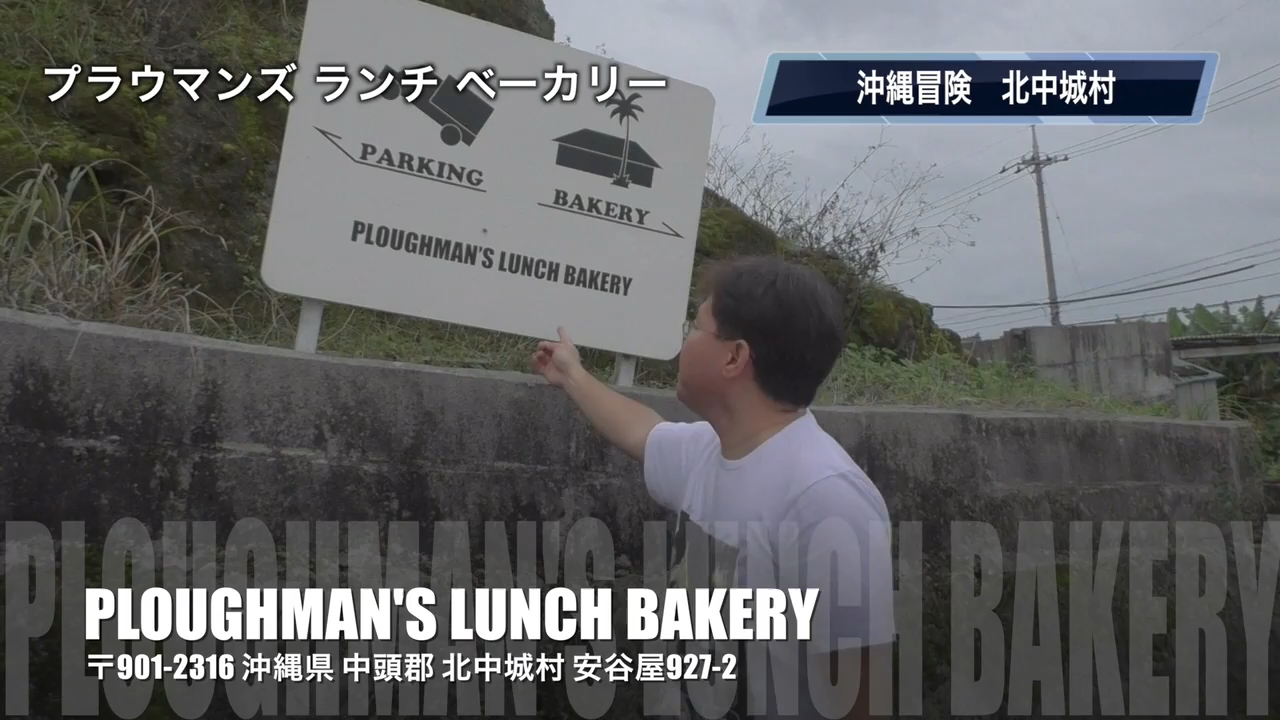 プラウマンズ ランチ ベーカリー
沖縄冒険　北中城村
PARKING
BAKERY
PLOUGHMAN'S LUNCH BAKERY
PLOUGHMAN'S LUNCH BAKERY
PLOUGHMAN'S LUNCH BAKERY
〒901-2316 沖縄県 中頭郡 北中城村 安谷屋927-2